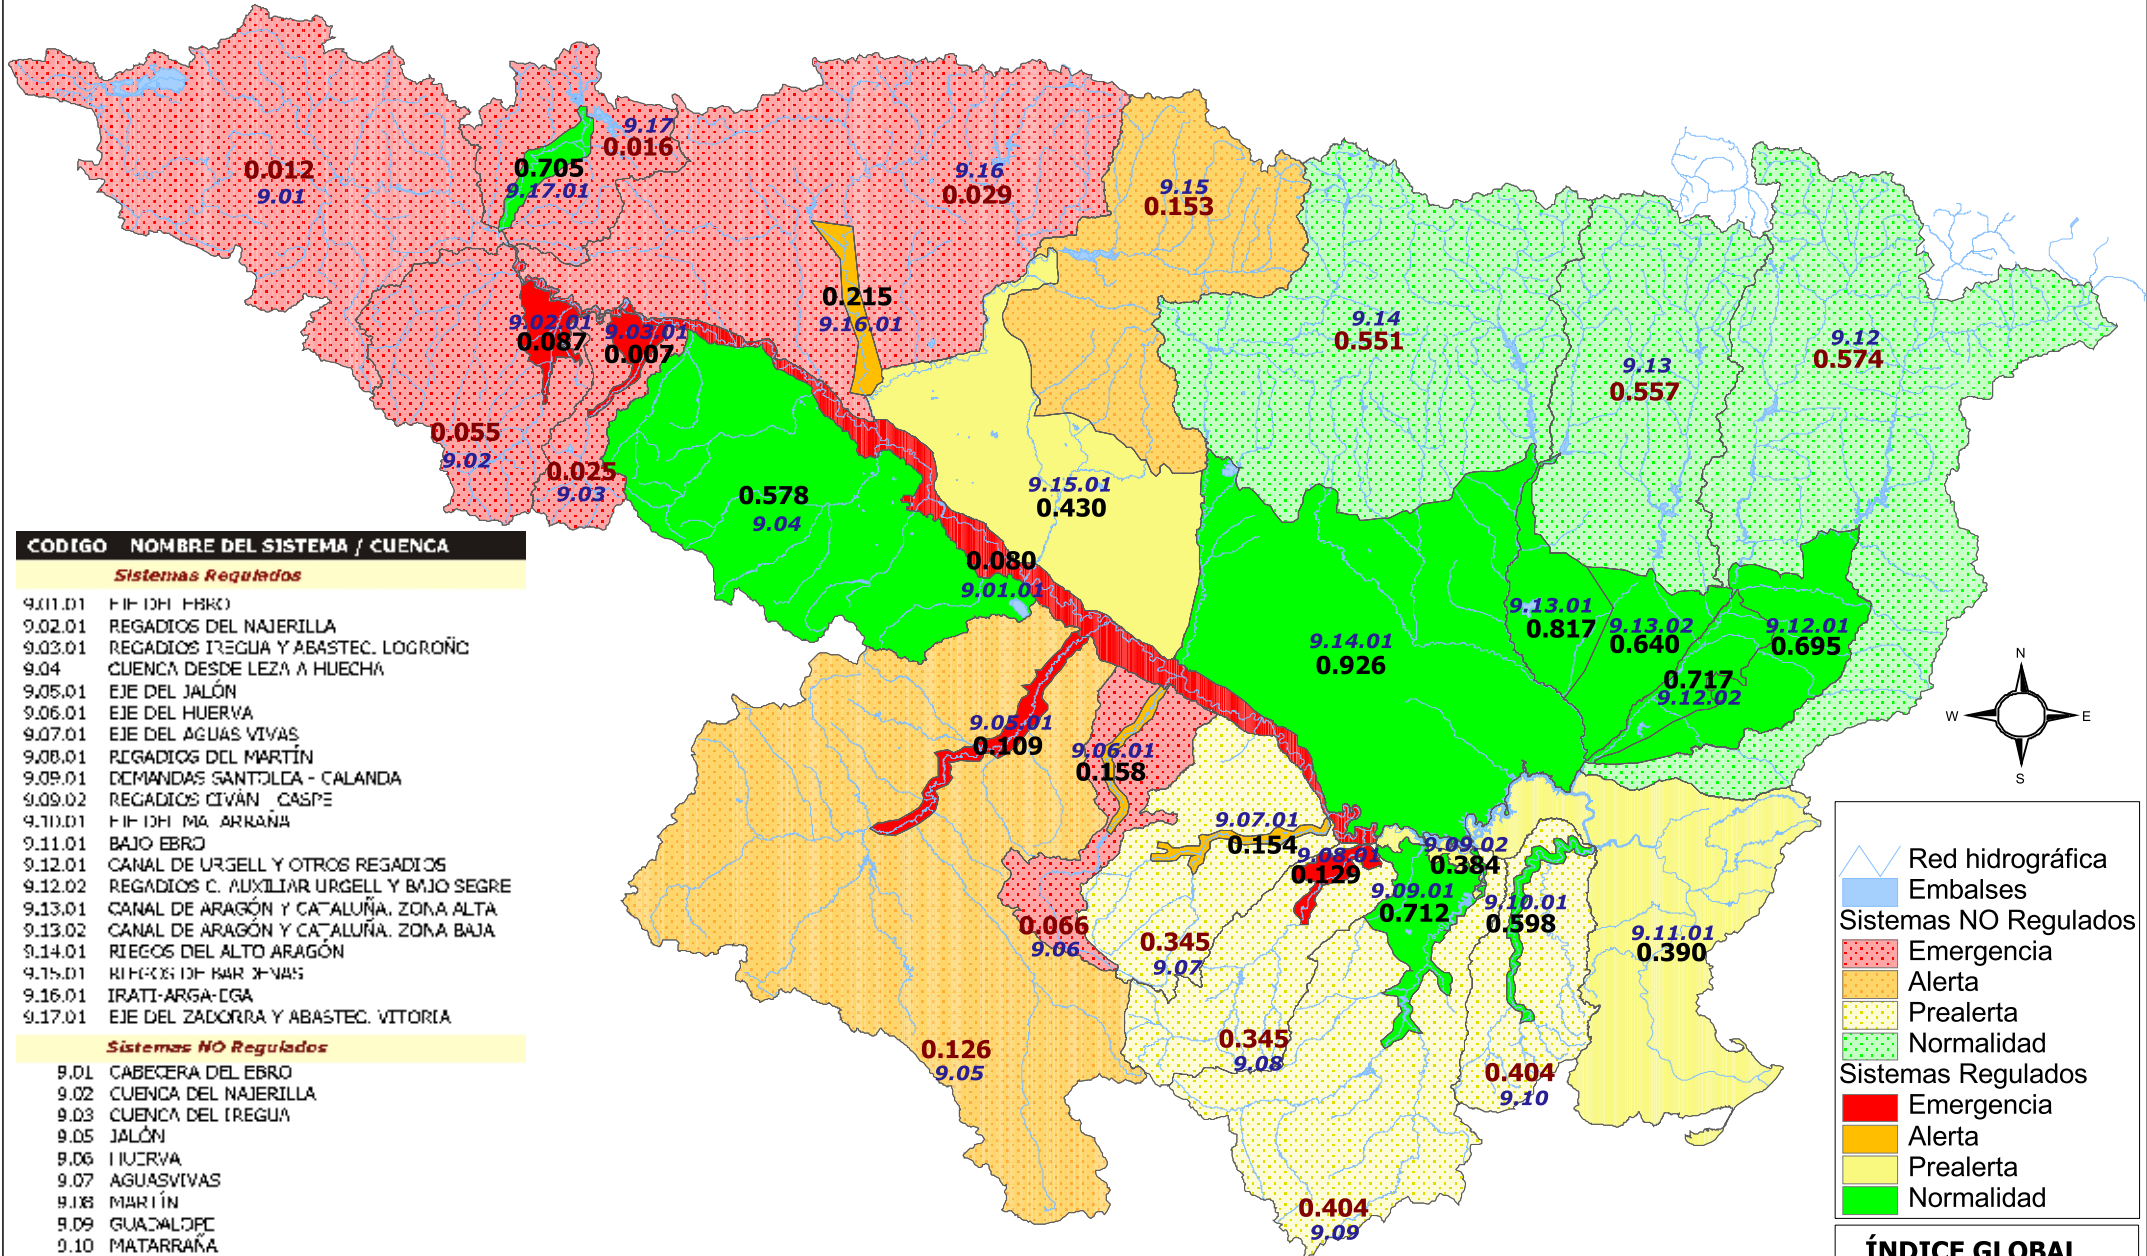 0.012
9.01
9.17
0.016
0.705
9.17.01
9.16
0.029
9.15
0.153
0.215
9.16.01
9.14
0.551
9.13
0.557
9.12
0.574
9.02.01
0.087
9.03.01
0.007
0.055
9.02
0.025
9.03
0.578
9.04
9.15.01
0.430
0.080
9.01.01
9.14.01
0.926
9.13.01
0.817
9.13.02
0.640
9.12.01
0.695
0.717
9.12.02
9.05.01
0.109
9.06.01
0.158
9.07.01
0.154
9.08.01
0.129
9.09.02
0.384
9.09.01
0.712
9.10.01
0.598
9.11.01
0.390
0.066
9.06
0.345
9.07
0.345
9.08
0.126
9.05
0.404
9.10
0.404
9.09
CODIGO NOMBRE DEL SISTEMA / CUENCA
Sistemas Regulados
9.01.01 EJE DEL EBRO
9.02.01 REGADIOS DEL NAJERILLA
9.03.01 REGADIOS IREGUA Y ABASTEC. LOGROÑO
9.04 CUENCA DESDE LEZA A HUECHA
9.05.01 EJE DEL JALÓN
9.06.01 EJE DEL HUERVA
9.07.01 EJE DEL AGUAS VIVAS
9.08.01 REGADIOS DEL MARTÍN
9.09.01 DEMANDAS SANTOLEA - CALANDA
9.09.02 REGADIOS CIVÁN - CASPE
9.10.01 EJE DEL MATARRAÑA
9.11.01 BAJO EBRO
9.12.01 CANAL DE URGELL Y OTROS REGADIOS
9.12.02 REGADIOS C. AUXILIAR URGELL Y BAJO SEGRE
9.13.01 CANAL DE ARAGÓN Y CATALUÑA. ZONA ALTA
9.13.02 CANAL DE ARAGÓN Y CATALUÑA. ZONA BAJA
9.14.01 RIEGOS DEL ALTO ARAGÓN
9.15.01 RIEGOS DE BARDENAS
9.16.01 IRATI-ARGA-EGA
9.17.01 EJE DEL ZADORRA Y ABASTEC. VITORIA
Sistemas NO Regulados
9.01 CABECERA DEL EBRO
9.02 CUENCA DEL NAJERILLA
9.03 CUENCA DEL IREGUA
9.05 JALÓN
9.06 HUERVA
9.07 AGUASVIVAS
9.08 MARTÍN
9.09 GUADALOPE
9.10 MATARRAÑA
N
W
E
S
Red hidrográfica
Embalses
Sistemas NO Regulados
Emergencia
Alerta
Prealerta
Normalidad
Sistemas Regulados
Emergencia
Alerta
Prealerta
Normalidad
ÍNDICE GLOBAL